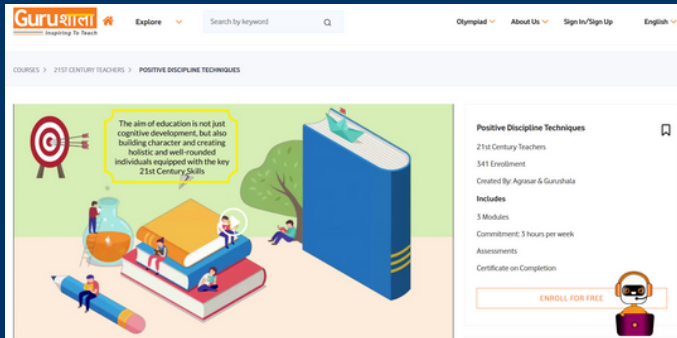 Guruशाला
Inspiring To Teach
Explore
Search by keyword
Olympiad
About Us
Sign In/Sign Up
English
COURSES > 21ST CENTURY TEACHERS > POSITIVE DISCIPLINE TECHNIQUES
The aim of education is not just
cognitive development, but also
building character and creating
holistic and well-rounded
individuals equipped with the key
21st Century Skills
Positive Discipline Techniques
21st Century Teachers
341 Enrollment
Created By: Agrasar & Gurushala
Includes
3 Modules
Commitment: 3 hours per week
Assessments
Certificate on Completion
ENROLL FOR FREE